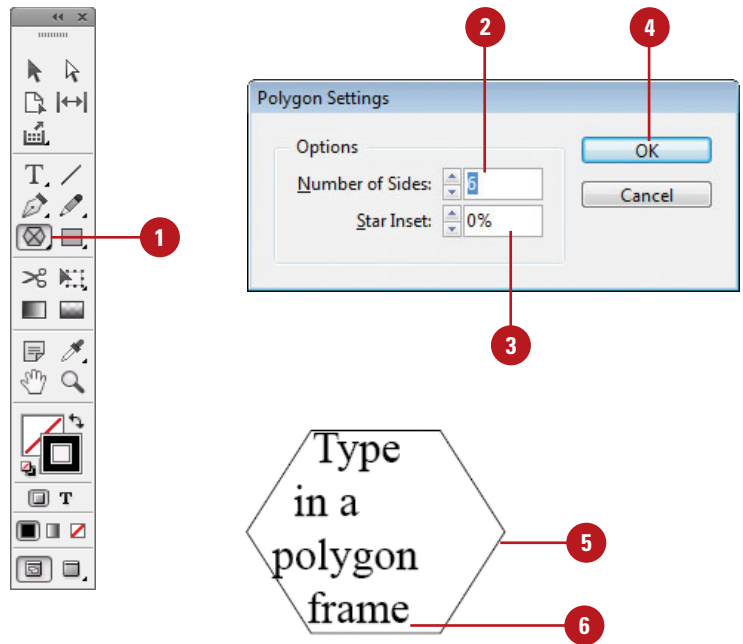 2
4
Polygon Settings
Options
Number of Sides: 6
Star Inset: 0%
OK
Cancel
T
1
3
T
Type
in a
polygon
frame
5
6